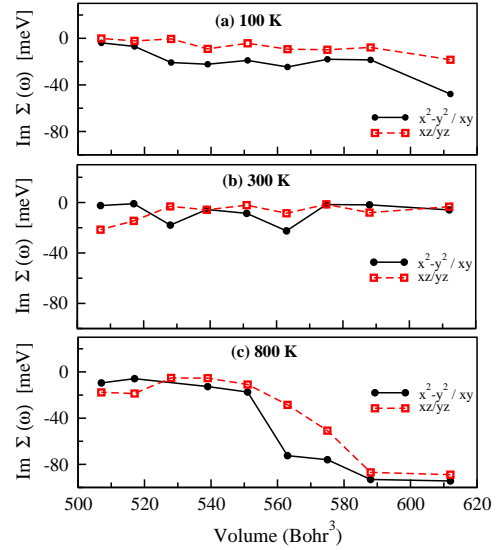 (a) 100 K
Im Σ (ω) [meV]
0
-40
-80
x²-y² / xy
xz/yz
(b) 300 K
Im Σ (ω) [meV]
0
-40
-80
x²-y² / xy
xz/yz
(c) 800 K
Im Σ (ω) [meV]
0
-40
-80
x²-y² / xy
xz/yz
500 520 540 560 580 600 620
Volume (Bohr³)